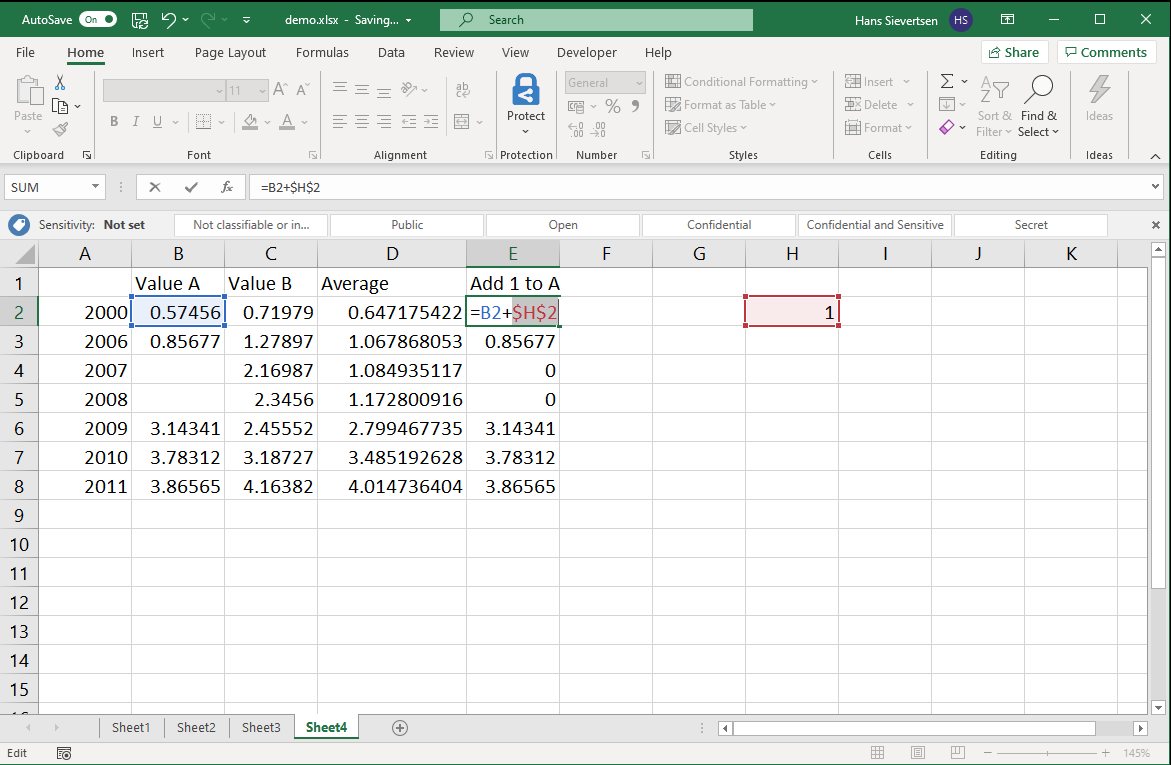 AutoSave On demo.xlsx - Saving... Search Hans Sievertsen HS
File Home Insert Page Layout Formulas Data Review View Developer Help Share Comments
Paste
Clipboard
11
B I U A
Font
ab
Alignment
Protect
Protection
General
%
Number
Conditional Formatting
Format as Table
Cell Styles
Styles
Insert
Delete
Format
Cells
Sort & Filter
Find & Select
Editing
Ideas
Ideas
SUM fx =B2+$H$2
Sensitivity: Not set Not classifiable or in... Public Open Confidential Confidential and Sensitive Secret
A B C D E F G H I J K
1 Value A Value B Average Add 1 to A
2 2000 0.57456 0.71979 0.647175422 =B2+$H$2 1
3 2006 0.85677 1.27897 1.067868053 0.85677
4 2007 2.16987 1.084935117 0
5 2008 2.3456 1.172800916 0
6 2009 3.14341 2.45552 2.799467735 3.14341
7 2010 3.78312 3.18727 3.485192628 3.78312
8 2011 3.86565 4.16382 4.014736404 3.86565
9
10
11
12
13
14
15
Sheet1 Sheet2 Sheet3 Sheet4
Edit 145%